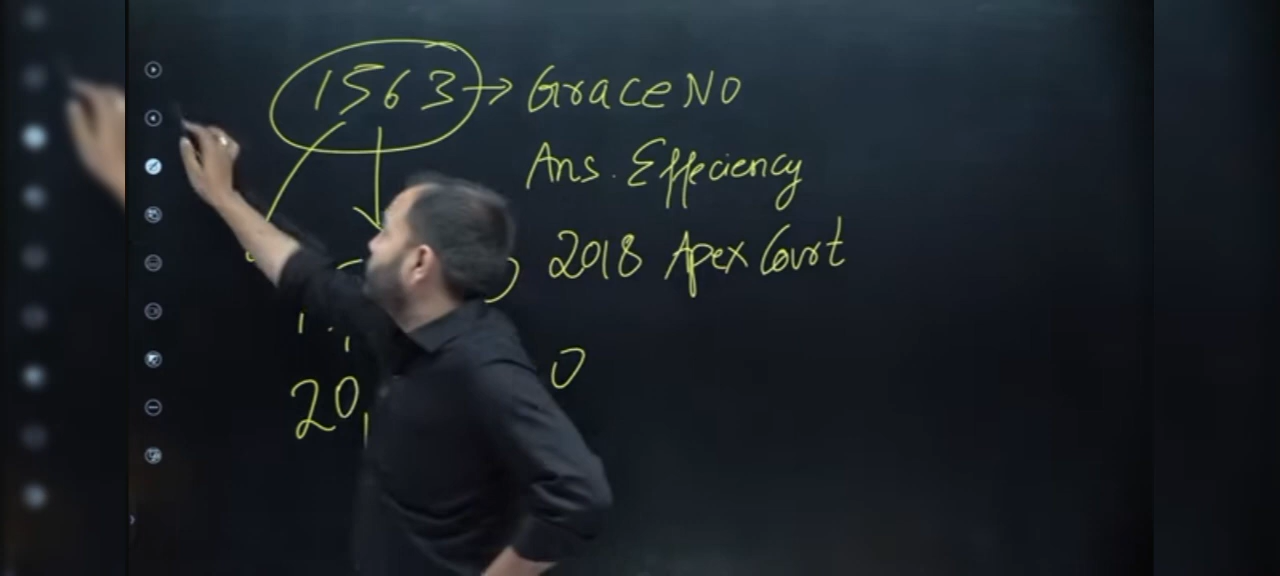 1563 → Grace No
Ans. Effeciency
2018 Apex Court
0
20